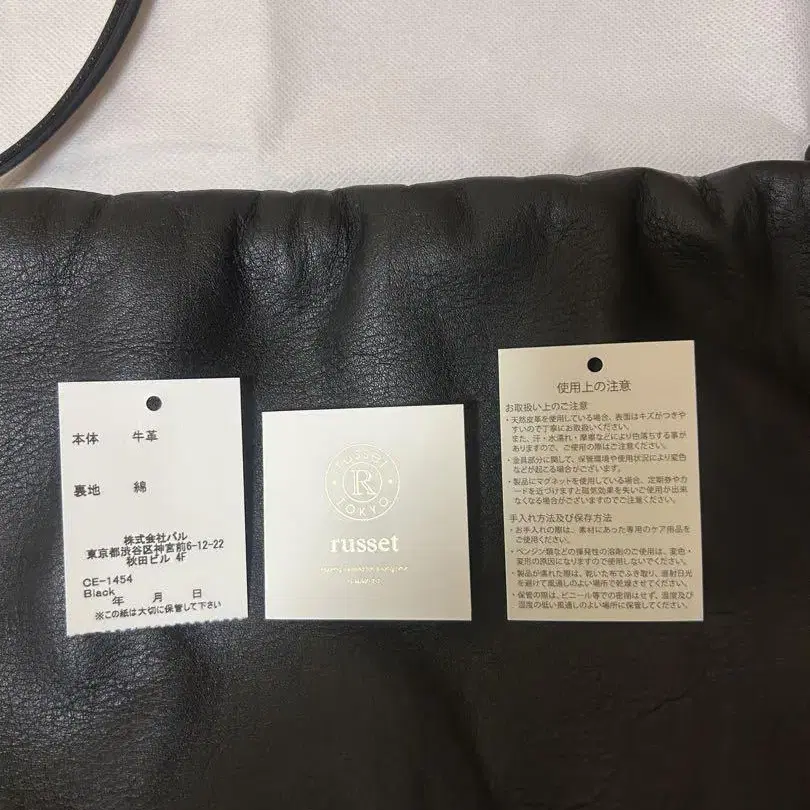 本体 牛革
裏地 綿
株式会社パル
東京都渋谷区神宮前6-12-22
秋田ビル 4F
CE-1454
Black
年 月 日
※この紙は大切に保管して下さい
russet
R
TOKYO
russet
使用上の注意
お取扱い上のご注意
・天然皮革を使用している場合、表面はキズがつきや
すいので丁寧にお取扱いください。
また、汗・水濡れ・摩擦などにより色落ちする事が
ありますので、ご使用の際はご注意ください。
・金具部分に関して、保管環境や使用状況により変色
などが起こる場合がございます。
・製品にマグネットを使用している場合、定期券やカ
ードを近づけますと磁気効果を失いご使用が出来
なくなる場合がございますのでご注意ください。
手入れ方法及び保存方法
・お手入れの際は、素材にあった専用のケア用品を
ご使用ください。
・ベンジン類などの揮発性の溶剤のご使用は、変色・
変形の原因になりますので使用しないでください。
・製品が濡れた際は、乾いた布でふき取り、直射日光
を避けて風通しのよい場所で乾燥させてください。
・保管の際は、ビニール等での密閉はせず、温度及び
湿度の低い風通しのよい場所に保管してください。